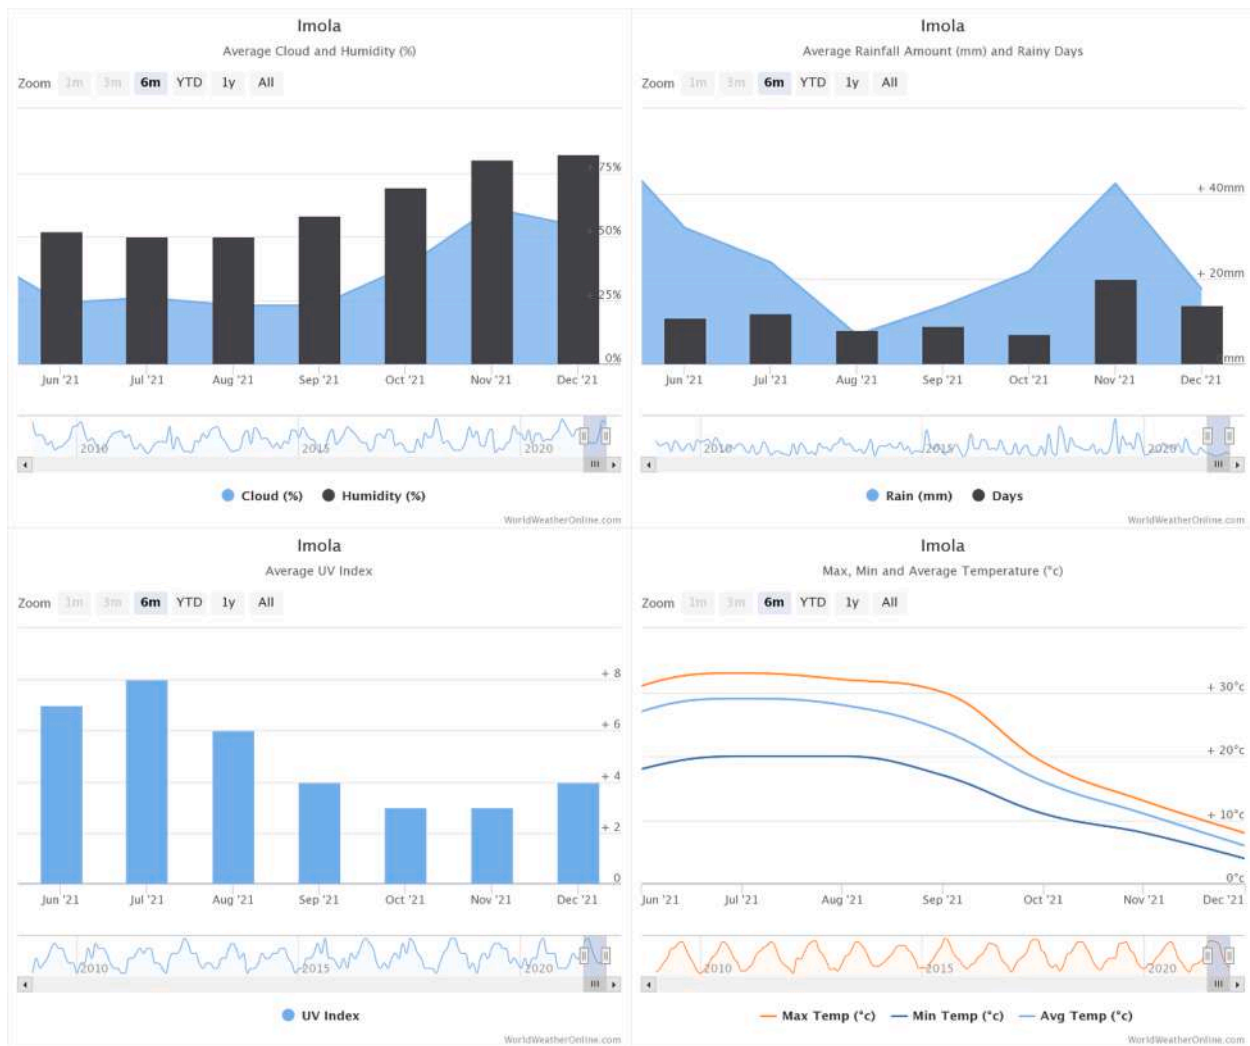 Imola
Average Cloud and Humidity (%)
Zoom 1m 3m 6m YTD 1y All
+ 75%
+ 50%
+ 25%
0%
Jun '21 Jul '21 Aug '21 Sep '21 Oct '21 Nov '21 Dec '21
2010 2015 2020
Cloud (%) Humidity (%)
WorldWeatherOnline.com
Imola
Average Rainfall Amount (mm) and Rainy Days
Zoom 1m 3m 6m YTD 1y All
+ 40mm
+ 20mm
mm
Jun '21 Jul '21 Aug '21 Sep '21 Oct '21 Nov '21 Dec '21
2010 2015 2020
Rain (mm) Days
WorldWeatherOnline.com
Imola
Average UV Index
Zoom 1m 3m 6m YTD 1y All
+ 8
+ 6
+ 4
+ 2
0
Jun '21 Jul '21 Aug '21 Sep '21 Oct '21 Nov '21 Dec '21
2010 2015 2020
UV Index
WorldWeatherOnline.com
Imola
Max, Min and Average Temperature (°c)
Zoom 1m 3m 6m YTD 1y All
+ 30°c
+ 20°c
+ 10°c
0°c
Jun '21 Jul '21 Aug '21 Sep '21 Oct '21 Nov '21 Dec '21
2010 2015 2020
Max Temp (°c) Min Temp (°c) Avg Temp (°c)
WorldWeatherOnline.com